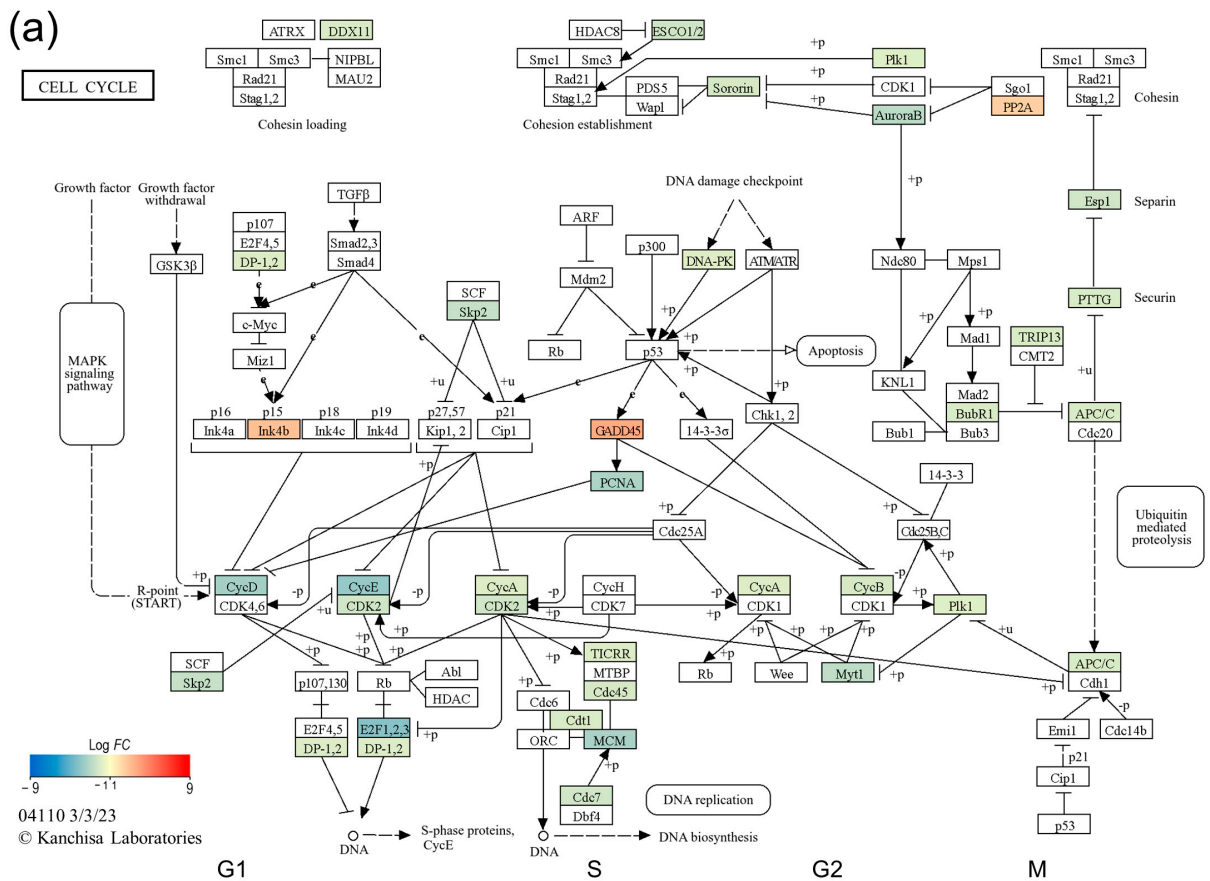 (a)
CELL CYCLE
ATRX DDX11
Smc1 Smc3 NIPBL
Rad21 MAU2
Stag1,2
Cohesin loading
HDAC8 ESCO1/2
Smc1 Smc3
Rad21
Stag1,2
PDS5
Wapl
Sororin
Cohesion establishment
+p
Plk1
+p
CDK1
+p
AuroraB
Sgo1
PP2A
Smc1 Smc3
Rad21
Stag1,2
Cohesin
+p
Growth factor
Growth factor
withdrawal
GSK3β
p107
E2F4,5
DP-1,2
TGFβ
Smad2,3
Smad4
e e
c-Myc
Miz1
e e e
MAPK
signaling
pathway
SCF
Skp2
+u +u
ARF
Mdm2
Rb
p300
DNA damage checkpoint
DNA-PK
ATM/ATR
+p +p
p53
Apoptosis
e e
+p +p
Chk1, 2
Ndc80
Mps1
+p +p
Mad1
KNL1
Mad2
BubR1
Bub1
Bub3
TRIP13
CMT2
Esp1
Separin
PTTG
Securin
+u
APC/C
Cdc20
p16 p15 p18 p19 p27,57 p21
Ink4a Ink4b Ink4c Ink4d Kip1, 2 Cip1
GADD45
14-3-3σ
PCNA
+p
+p
+p
Cdc25A
14-3-3
Cdc25B,C
Ubiquitin
mediated
proteolysis
R-point
(START)
+p
CycD
CDK4,6
-p
+u
CycE
CDK2
-p
CycA
CDK2
-p
+p
CycH
CDK7
+p
-p
CycA
CDK1
CycB
CDK1
-p
+p
+p
Plk1
+u
+p
+p
+p
+p
+p
SCF
Skp2
p107,130
Rb
Abl
HDAC
E2F4,5
DP-1,2
E2F1,2,3
DP-1,2
+p
+p
+p
TICRR
MTBP
Cdc45
Cdc6
Cdt1
ORC
MCM
+p
Cdc7
Dbf4
+p
Rb
Wee
Myt1
+p
+p
APC/C
Cdh1
-p
Emi1
Cdc14b
p21
Cip1
p53
DNA replication
Log FC
-9 -11 9
04110 3/3/23
© Kanchisa Laboratories
DNA
S-phase proteins,
CycE
DNA
DNA biosynthesis
G1 S G2 M